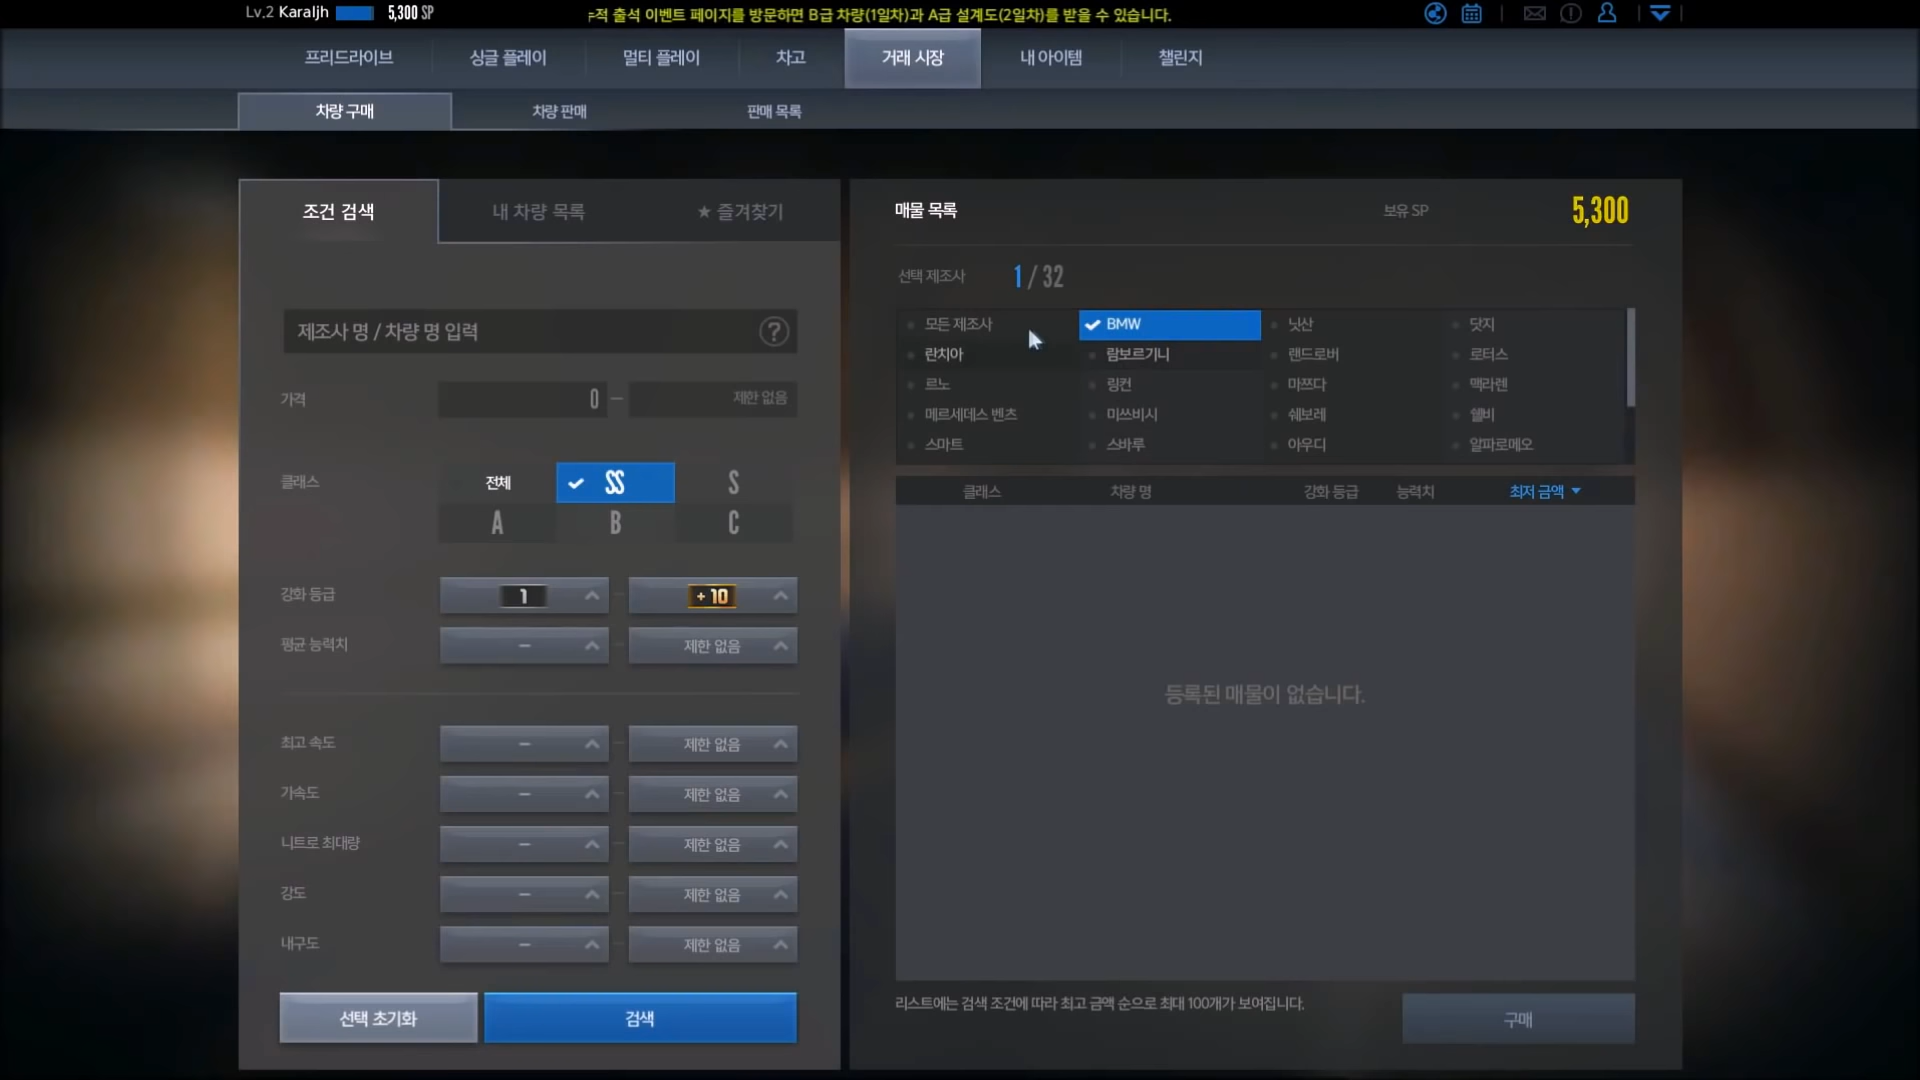 Lv.2 Karaljh 5,300 SP
적 출석 이벤트 페이지를 방문하면 B급 차량(1일차)과 A급 설계도(2일차)를 받을 수 있습니다.
프리드라이브 싱글 플레이 멀티 플레이 차고 거래 시장 내 아이템 챌린지
차량 구매 차량 판매 판매 목록
조건 검색 내 차량 목록 ★ 즐겨찾기
제조사 명 / 차량 명 입력 ?
가격 0 – 제한 없음
클래스 전체 SS S
A B C
강화 등급 1 – +10
평균 능력치 – – 제한 없음
최고 속도 – – 제한 없음
가속도 – – 제한 없음
니트로 최대량 – – 제한 없음
강도 – – 제한 없음
내구도 – – 제한 없음
선택 초기화 검색
매물 목록 보유 SP 5,300
선택 제조사 1 / 32
모든 제조사 BMW 닛산 닷지
란치아 람보르기니 랜드로버 로터스
르노 링컨 마쯔다 맥라렌
메르세데스 벤츠 미쓰비시 쉐보레 쉘비
스마트 스바루 아우디 알파로메오
클래스 차량 명 강화 등급 능력치 최저 금액
등록된 매물이 없습니다.
리스트에는 검색 조건에 따라 최고 금액 순으로 최대 100개가 보여집니다.
구매